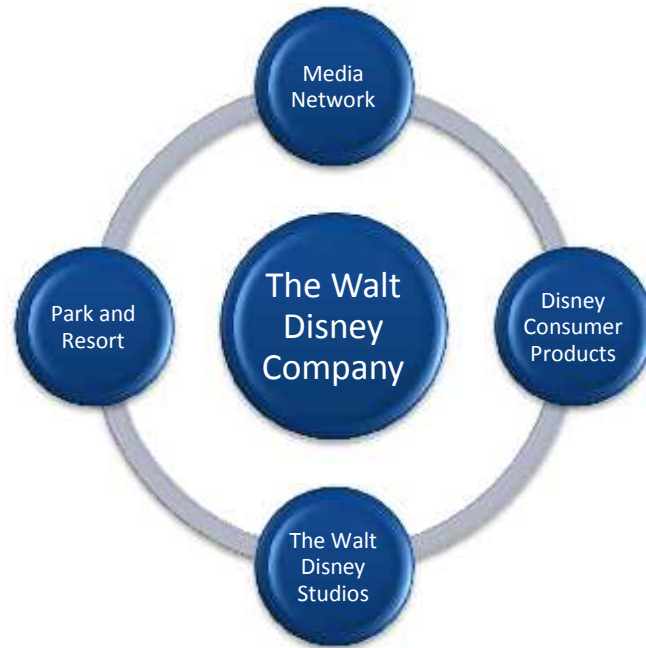 Media
Network
Park and
Resort
The Walt
Disney
Company
Disney
Consumer
Products
The Walt
Disney
Studios